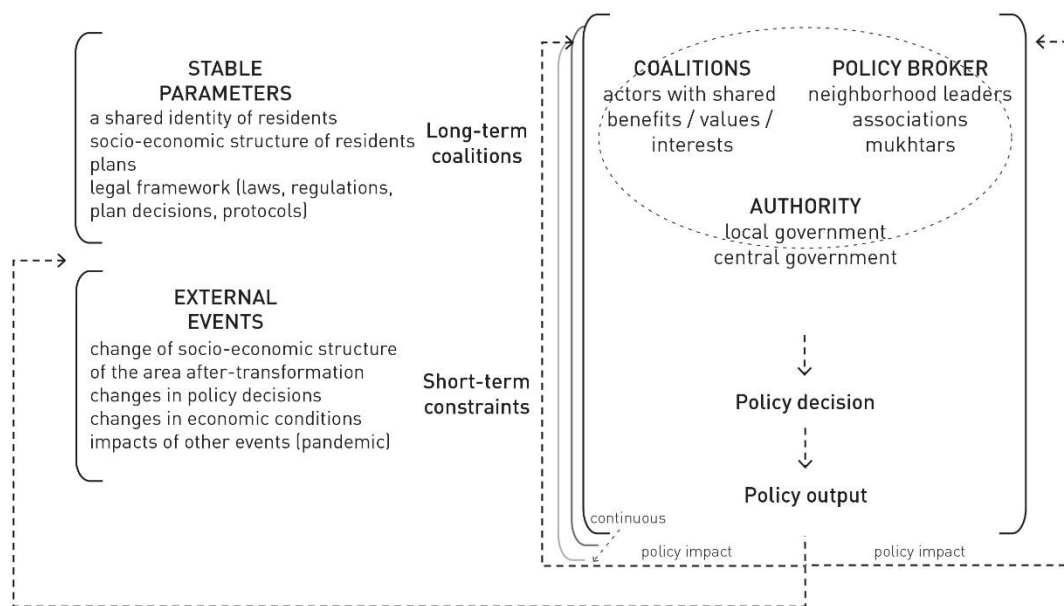 STABLE
PARAMETERS
a shared identity of residents
socio-economic structure of residents
plans
legal framework (laws, regulations,
plan decisions, protocols)
EXTERNAL
EVENTS
change of socio-economic structure
of the area after-transformation
changes in policy decisions
changes in economic conditions
impacts of other events (pandemic)
Long-term
coalitions
Short-term
constraints
COALITIONS
actors with shared
benefits / values /
interests
POLICY BROKER
neighborhood leaders
associations
mukhtars
AUTHORITY
local government
central government
Policy decision
Policy output
continuous
policy impact
policy impact